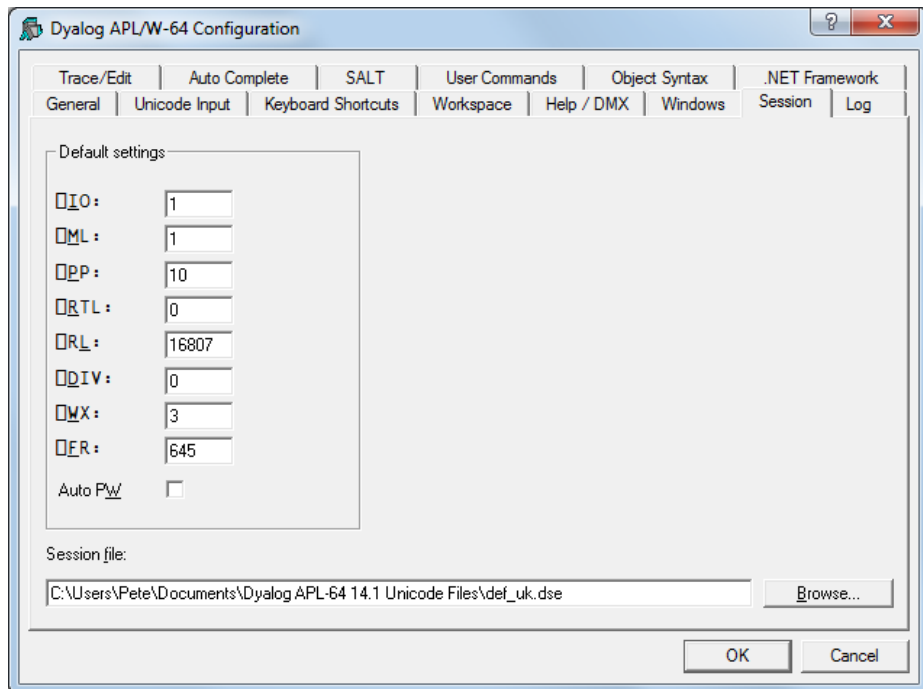 Dyalog APL/W-64 Configuration
Trace/Edit Auto Complete SALT User Commands Object Syntax .NET Framework
General Unicode Input Keyboard Shortcuts Workspace Help / DMX Windows Session Log
Default settings
⎕IO: 1
⎕ML: 1
⎕PP: 10
⎕RTL: 0
⎕RL: 16807
⎕DIV: 0
⎕WX: 3
⎕FR: 645
Auto PW
Session file:
C:\Users\Pete\Documents\Dyalog APL-64 14.1 Unicode Files\def_uk.dse Browse...
OK Cancel